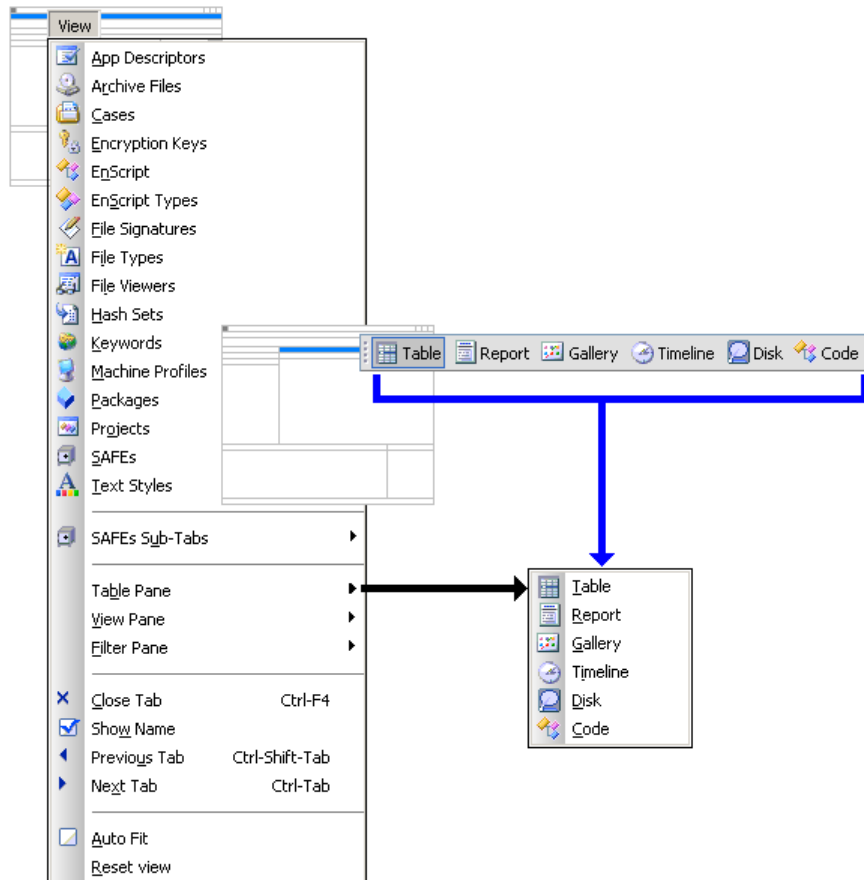 View
App Descriptors
Archive Files
Cases
Encryption Keys
EnScript
EnScript Types
File Signatures
File Types
File Viewers
Hash Sets
Keywords
Machine Profiles
Packages
Projects
SAFEs
Text Styles
SAFEs Sub-Tabs
Table Pane
View Pane
Filter Pane
Close Tab Ctrl-F4
Show Name
Previous Tab Ctrl-Shift-Tab
Next Tab Ctrl-Tab
Auto Fit
Reset view
Table Report Gallery Timeline Disk Code
Table
Report
Gallery
Timeline
Disk
Code